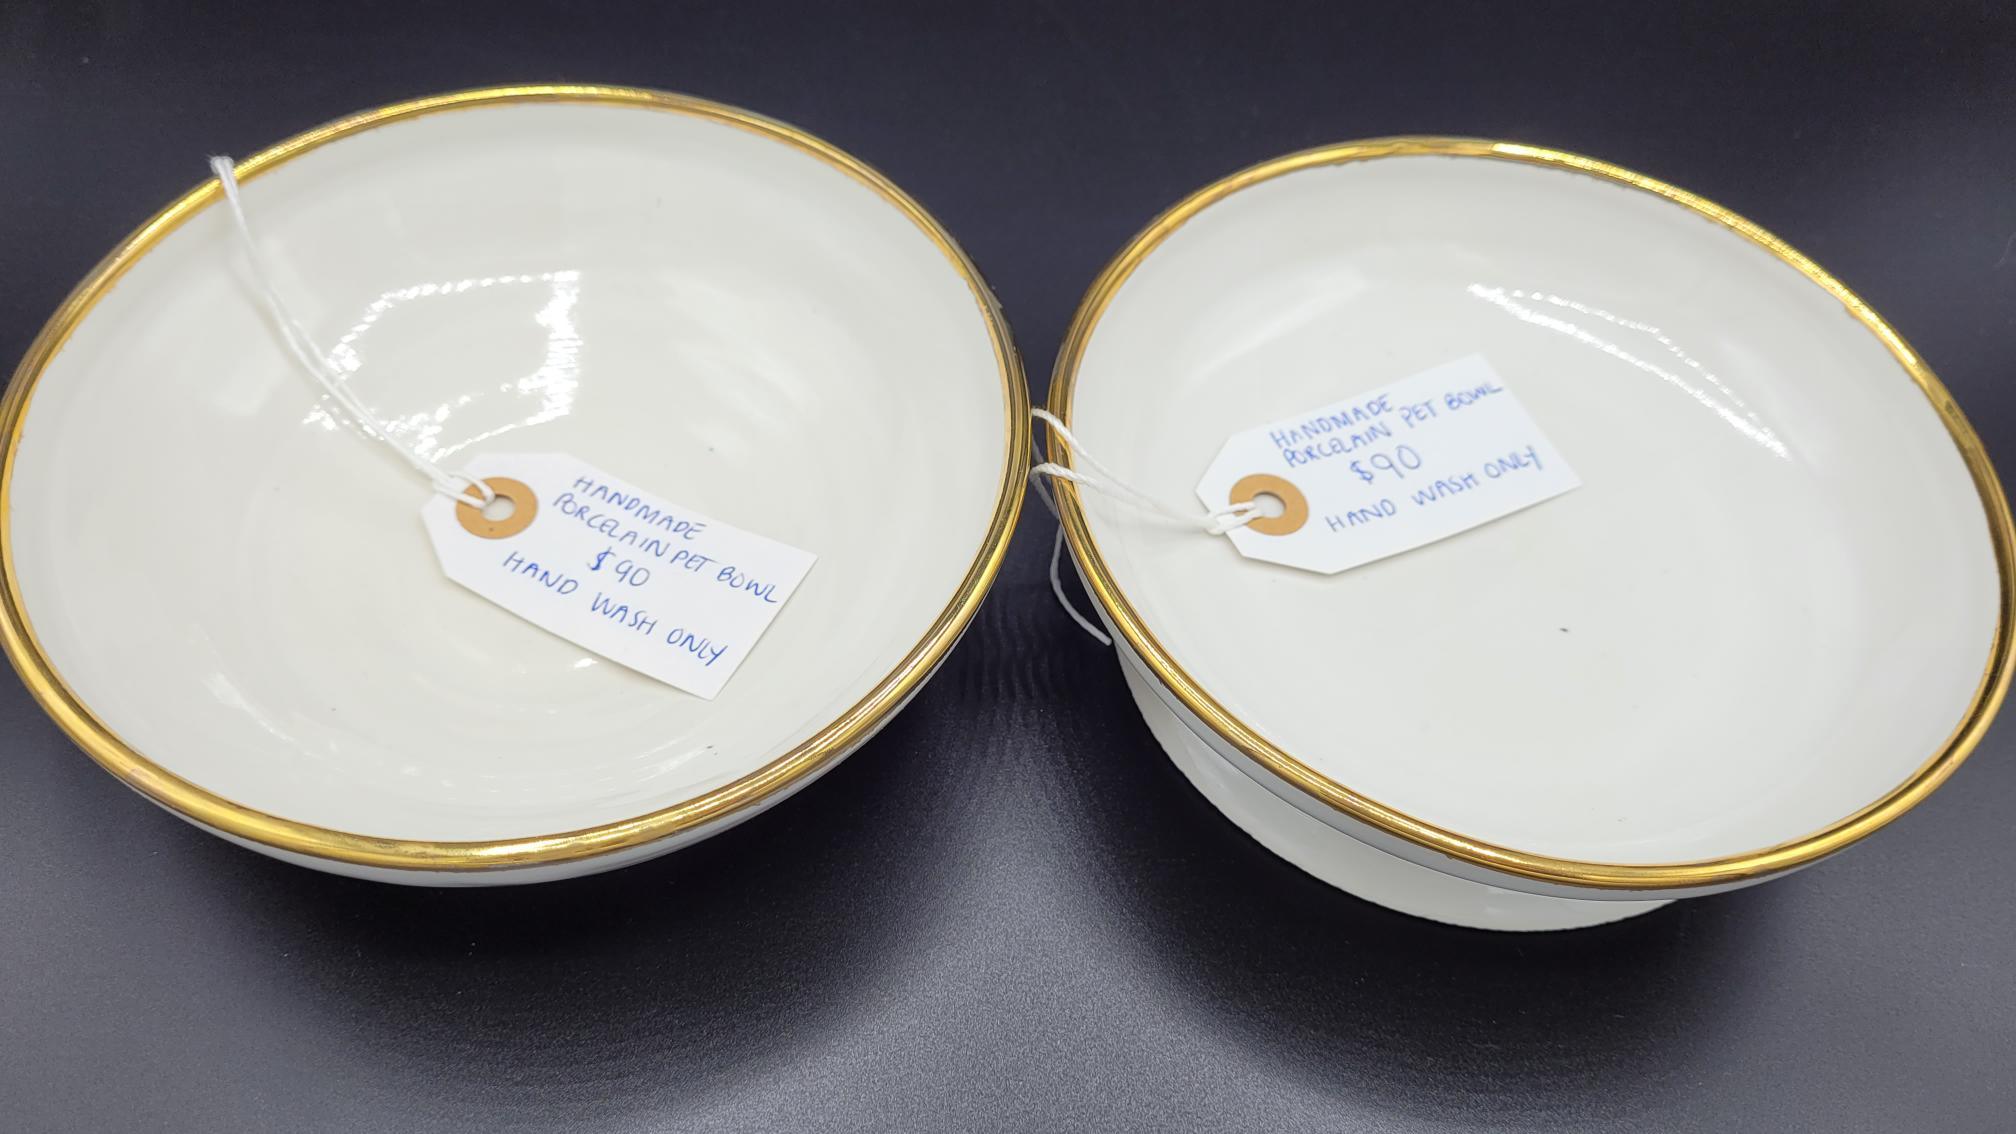 HANDMADE
PORCELAIN PET BOWL
$90
HAND WASH ONLY
HANDMADE
PORCELAIN PET BOWL
$90
HAND WASH ONLY